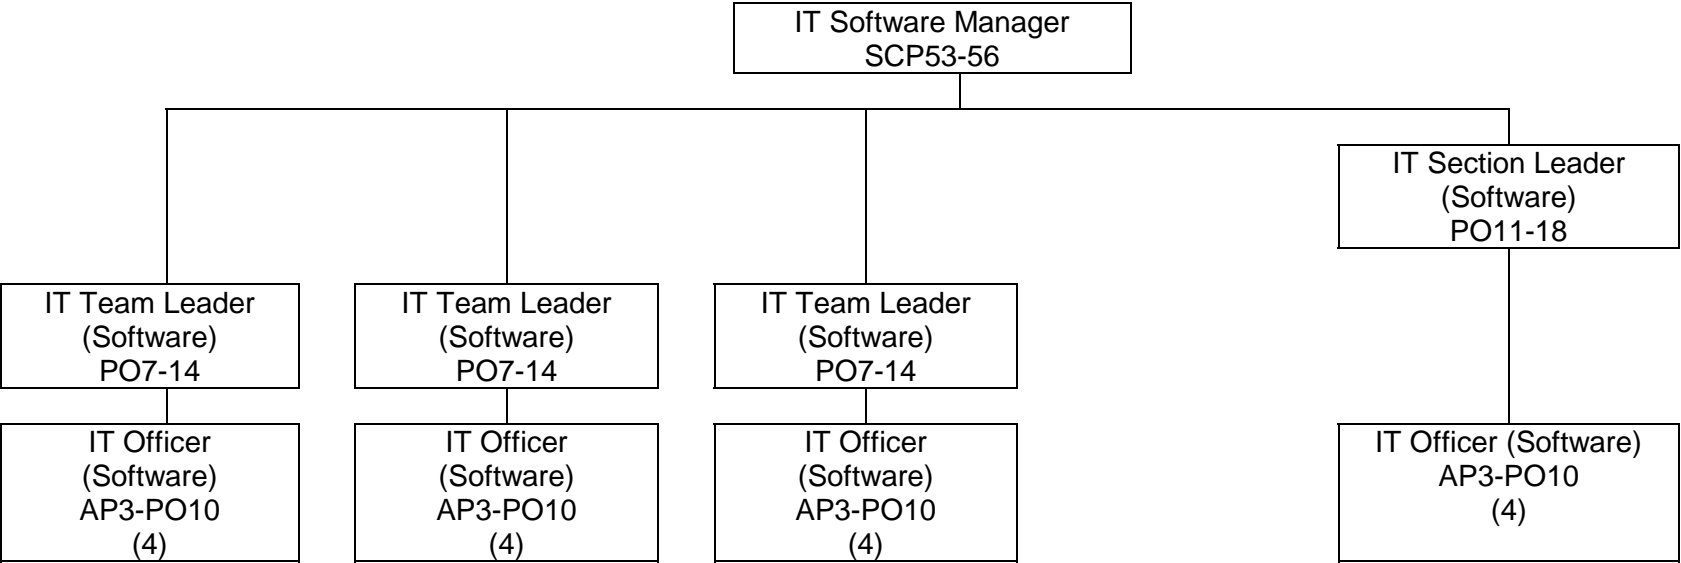 IT Software Manager
SCP53-56
IT Section Leader
(Software)
PO11-18
IT Team Leader
(Software)
PO7-14
IT Team Leader
(Software)
PO7-14
IT Team Leader
(Software)
PO7-14
IT Officer
(Software)
AP3-PO10
(4)
IT Officer
(Software)
AP3-PO10
(4)
IT Officer
(Software)
AP3-PO10
(4)
IT Officer (Software)
AP3-PO10
(4)